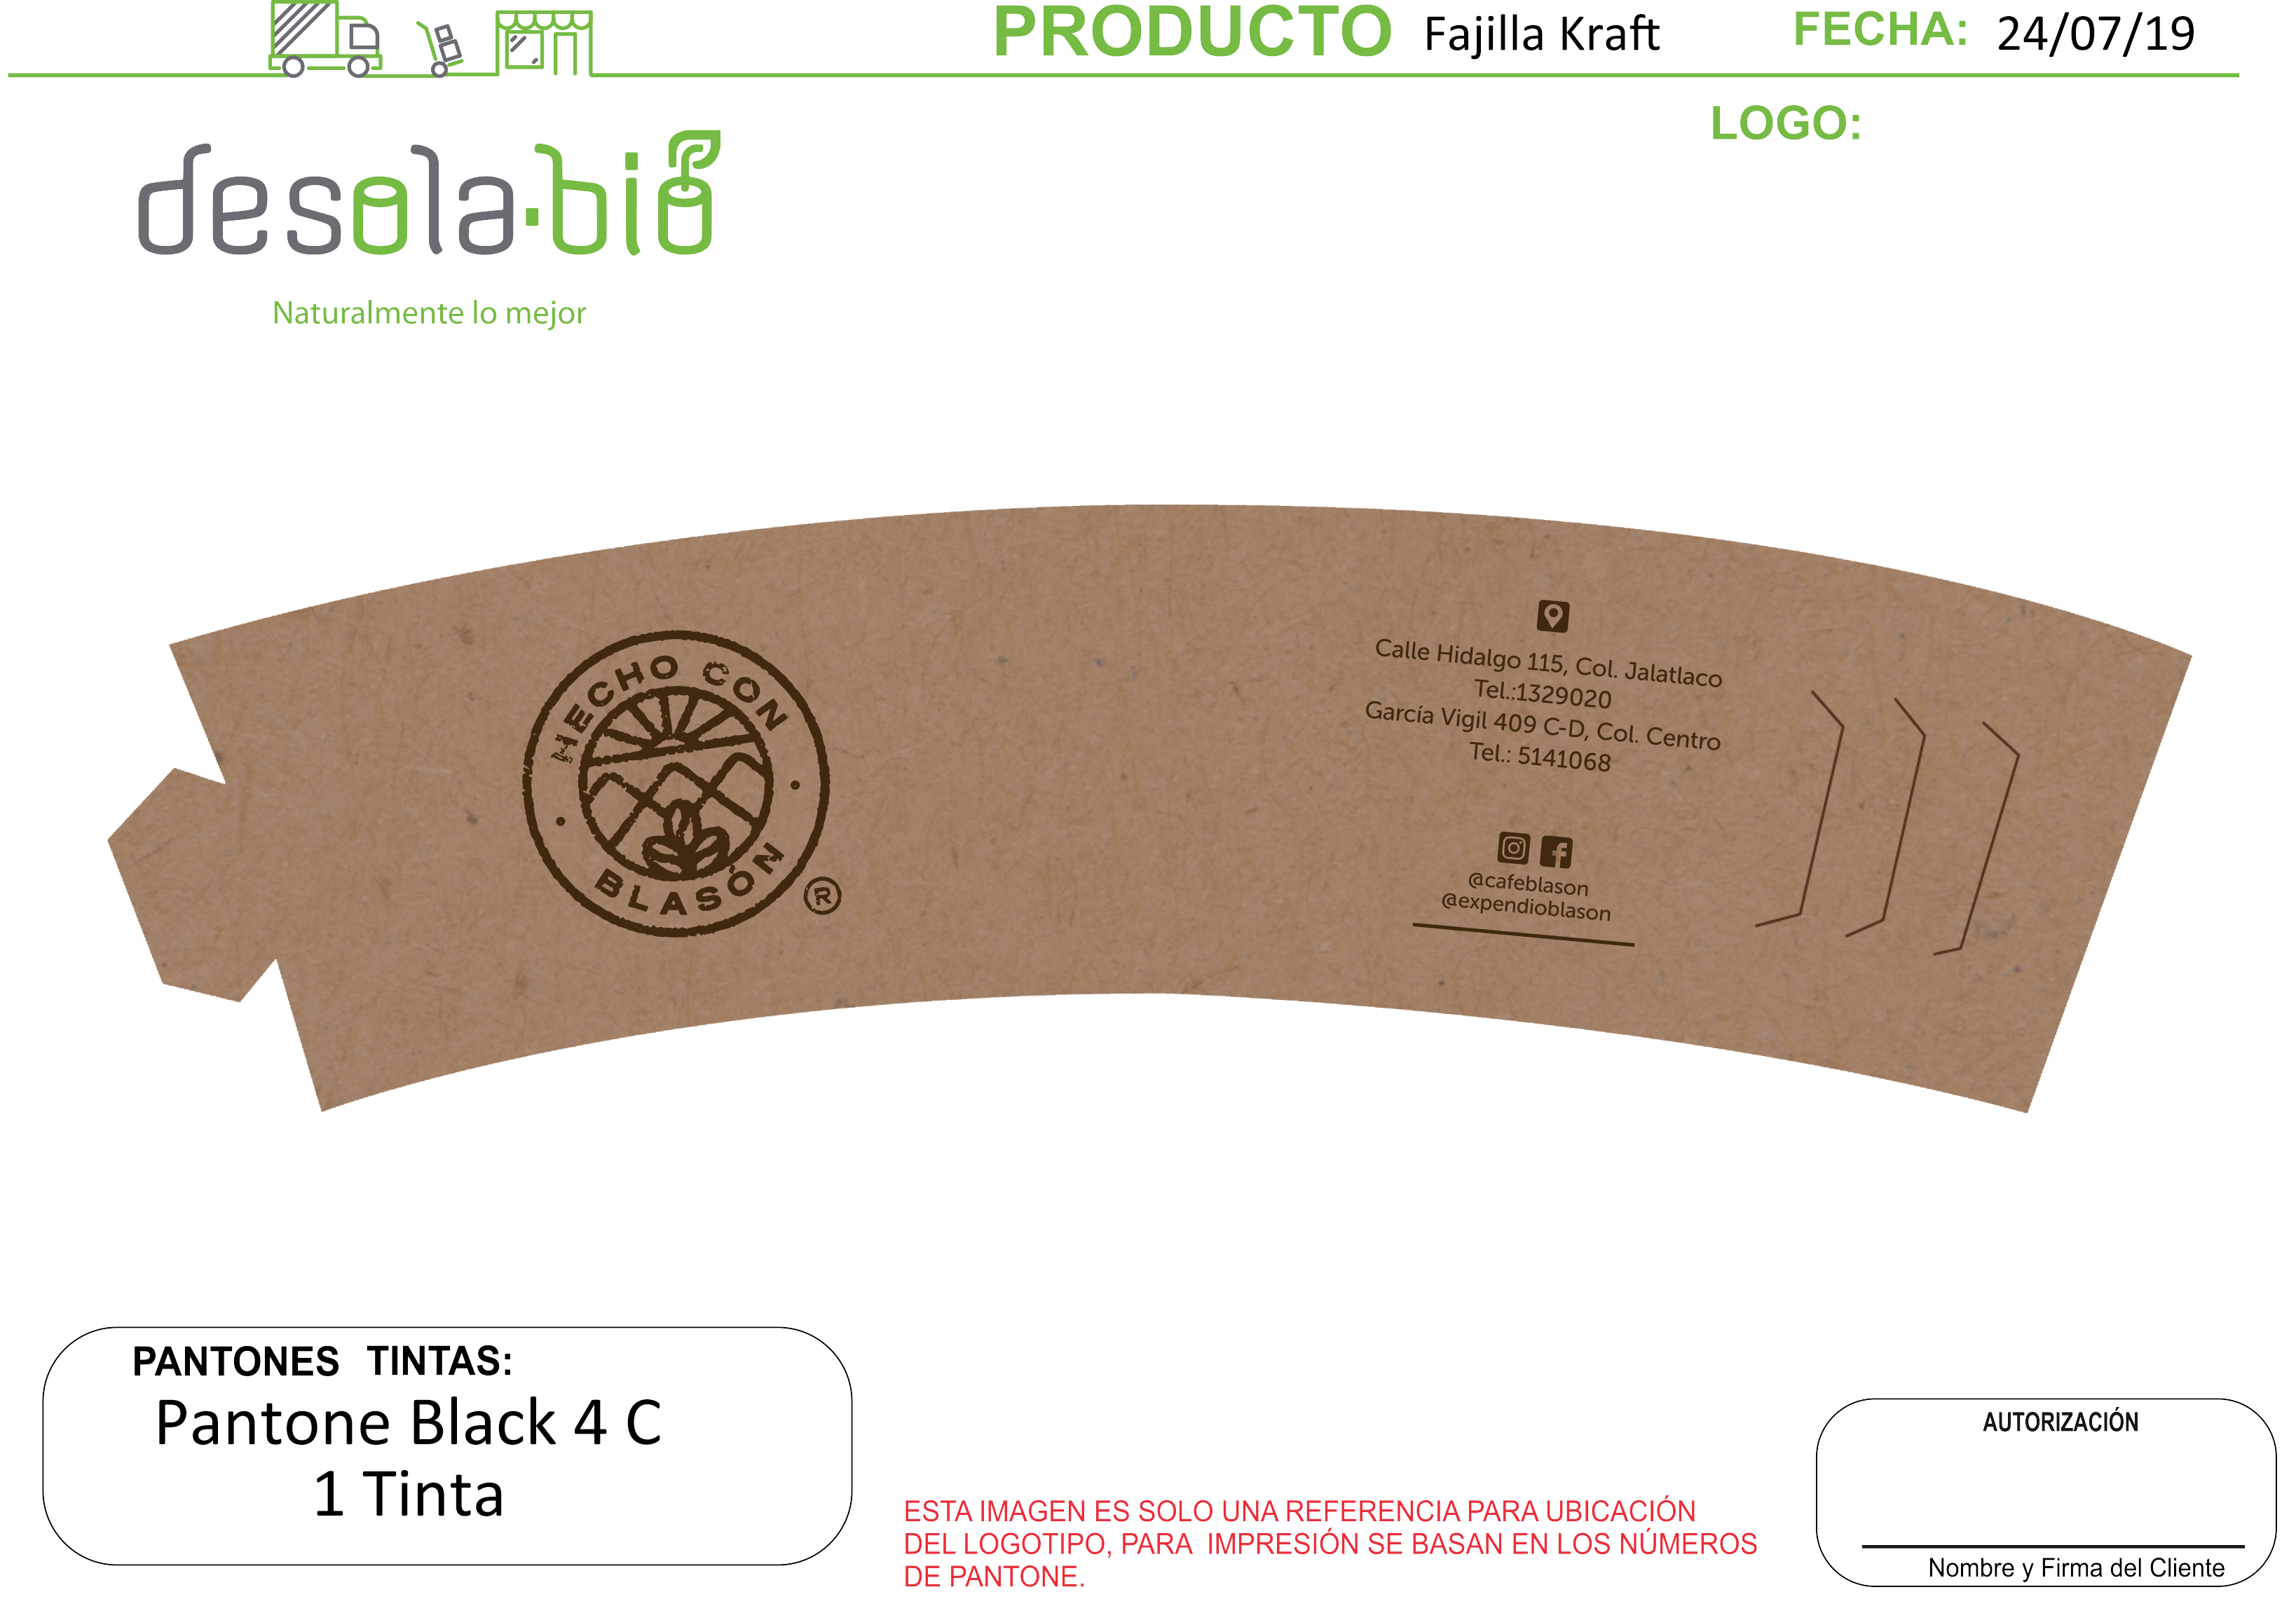 PRODUCTO Fajilla Kraft FECHA: 24/07/19
LOGO:
desola·bio
Naturalmente lo mejor
HECHO CON
BLASÓN
®
Calle Hidalgo 115, Col. Jalatlaco
Tel.:1329020
García Vigil 409 C-D, Col. Centro
Tel.: 5141068
@cafeblason
@expendioblason
PANTONES TINTAS:
Pantone Black 4 C
1 Tinta
ESTA IMAGEN ES SOLO UNA REFERENCIA PARA UBICACIÓN
DEL LOGOTIPO, PARA IMPRESIÓN SE BASAN EN LOS NÚMEROS
DE PANTONE.
AUTORIZACIÓN
Nombre y Firma del Cliente